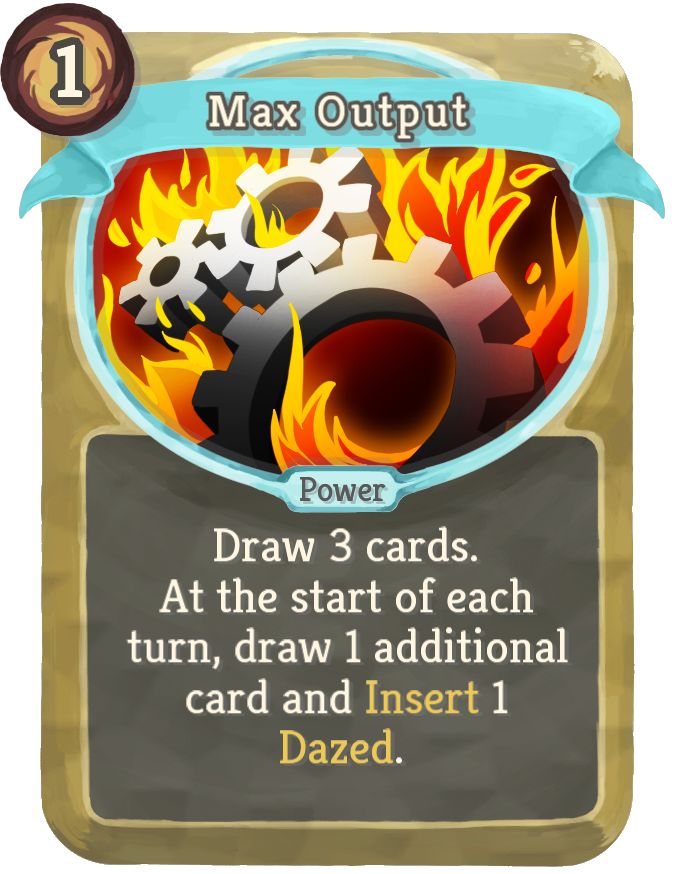 1
Max Output
Power
Draw 3 cards.
At the start of each
turn, draw 1 additional
card and Insert 1
Dazed.